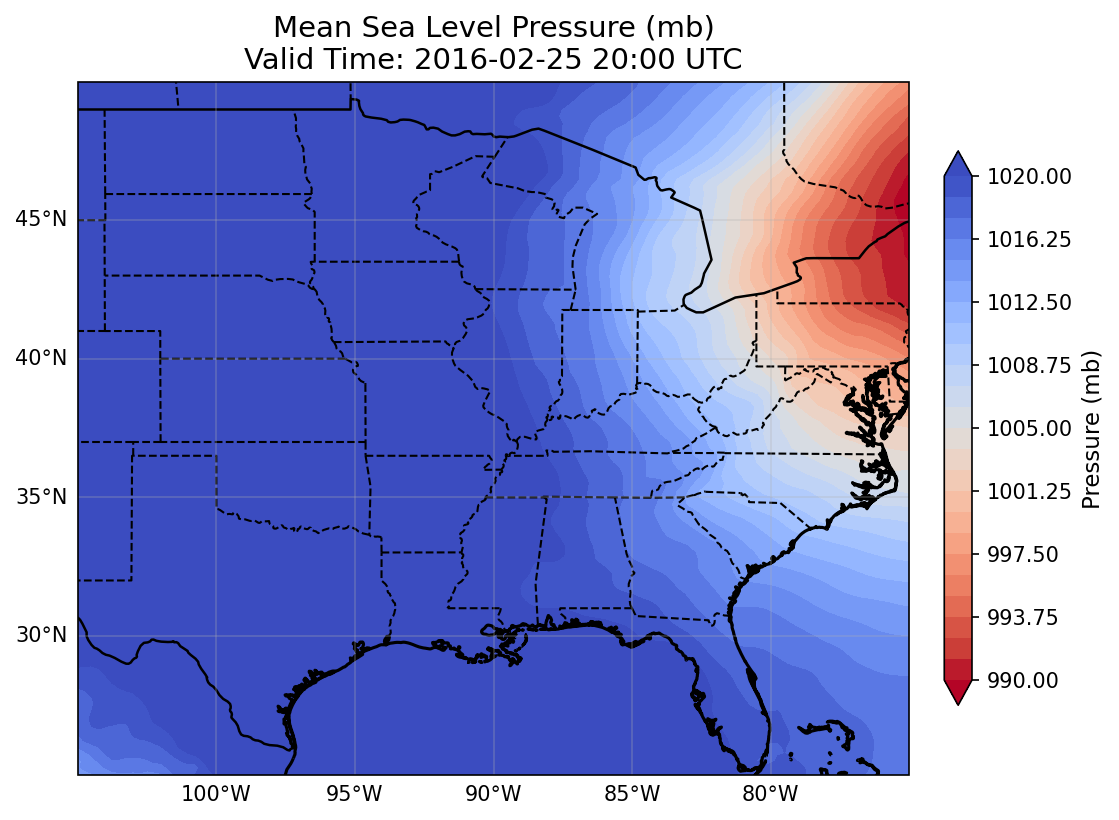 Mean Sea Level Pressure (mb)
Valid Time: 2016-02-25 20:00 UTC
45°N
40°N
35°N
30°N
100°W
95°W
90°W
85°W
80°W
1020.00
1016.25
1012.50
1008.75
1005.00
1001.25
997.50
993.75
990.00
Pressure (mb)